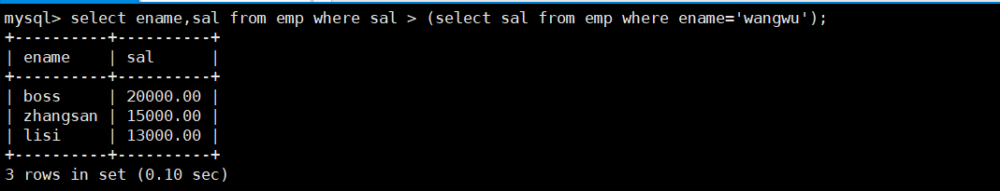 mysql> select ename,sal from emp where sal > (select sal from emp where ename='wangwu');
+----------+----------+
| ename    | sal      |
+----------+----------+
| boss     | 20000.00 |
| zhangsan | 15000.00 |
| lisi     | 13000.00 |
+----------+----------+
3 rows in set (0.10 sec)